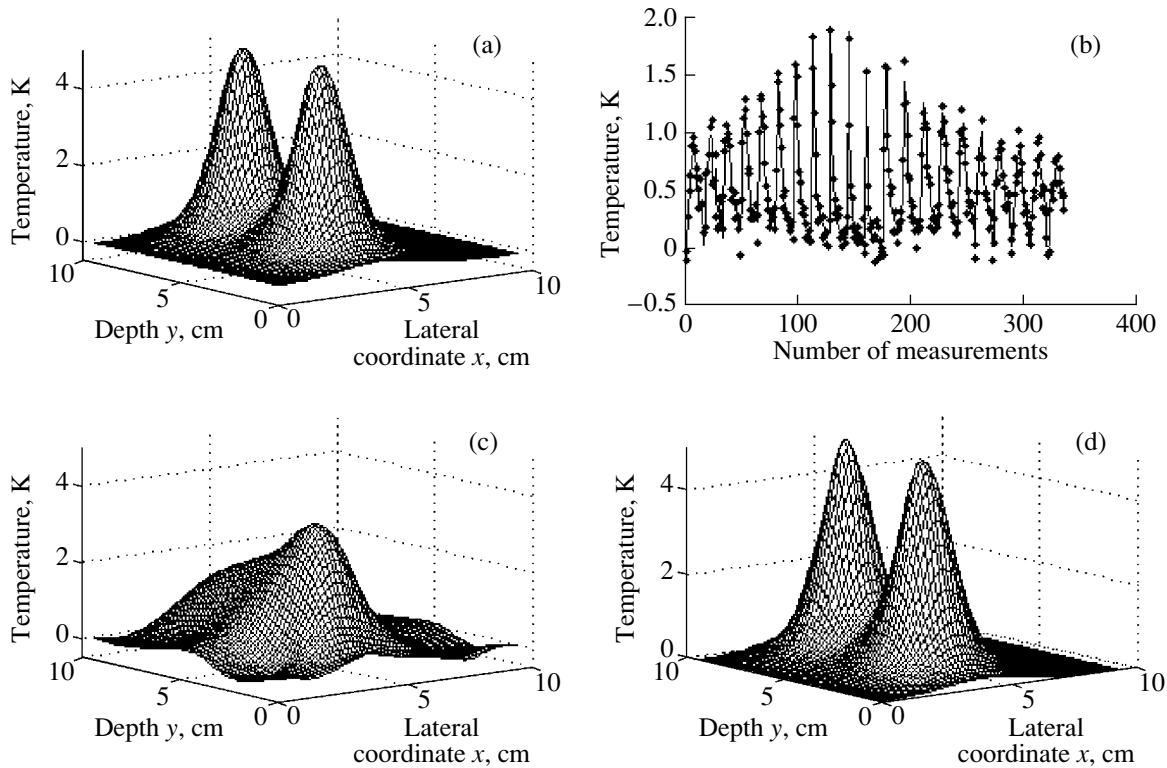 (a)
Temperature, K
4
2
0
10
5
0
Depth y, cm
0
5
10
Lateral
coordinate x, cm
(b)
Temperature, K
2.0
1.5
1.0
0.5
0
−0.5
0
100
200
300
400
Number of measurements
(c)
Temperature, K
4
2
0
10
5
0
Depth y, cm
0
5
10
Lateral
coordinate x, cm
(d)
Temperature, K
4
2
0
10
5
0
Depth y, cm
0
5
10
Lateral
coordinate x, cm